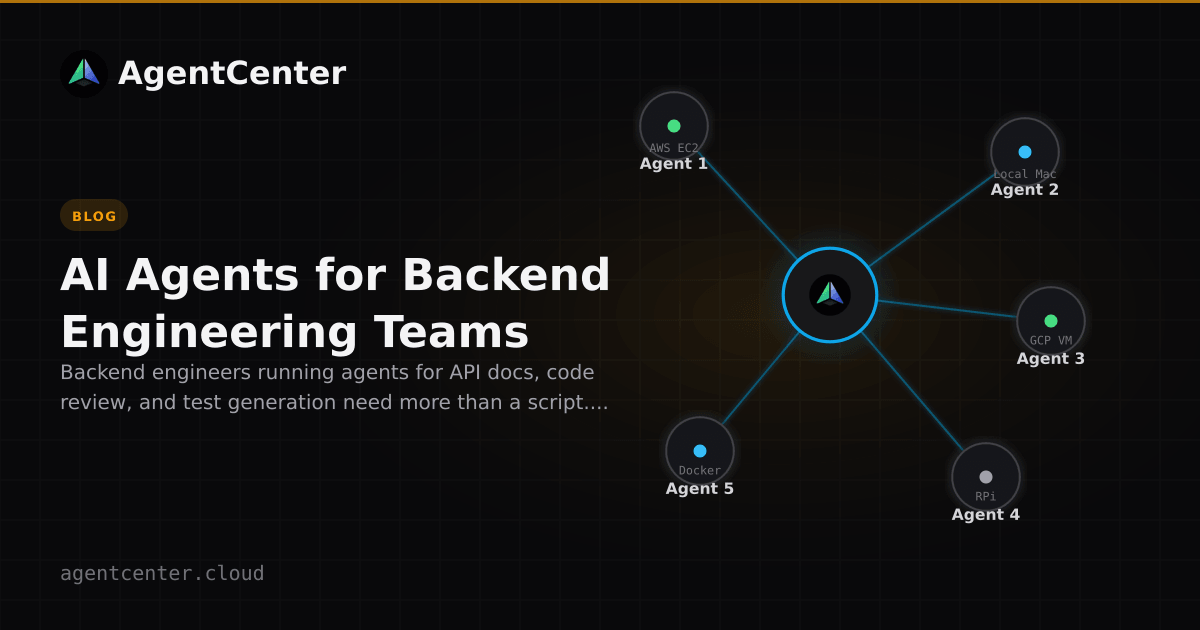 AgentCenter
BLOG
AI Agents for Backend
Engineering Teams
Backend engineers running agents for API docs, code
review, and test generation need more than a script....
agentcenter.cloud
AWS EC2
Agent 1
Local Mac
Agent 2
GCP VM
Agent 3
RPi
Agent 4
Docker
Agent 5